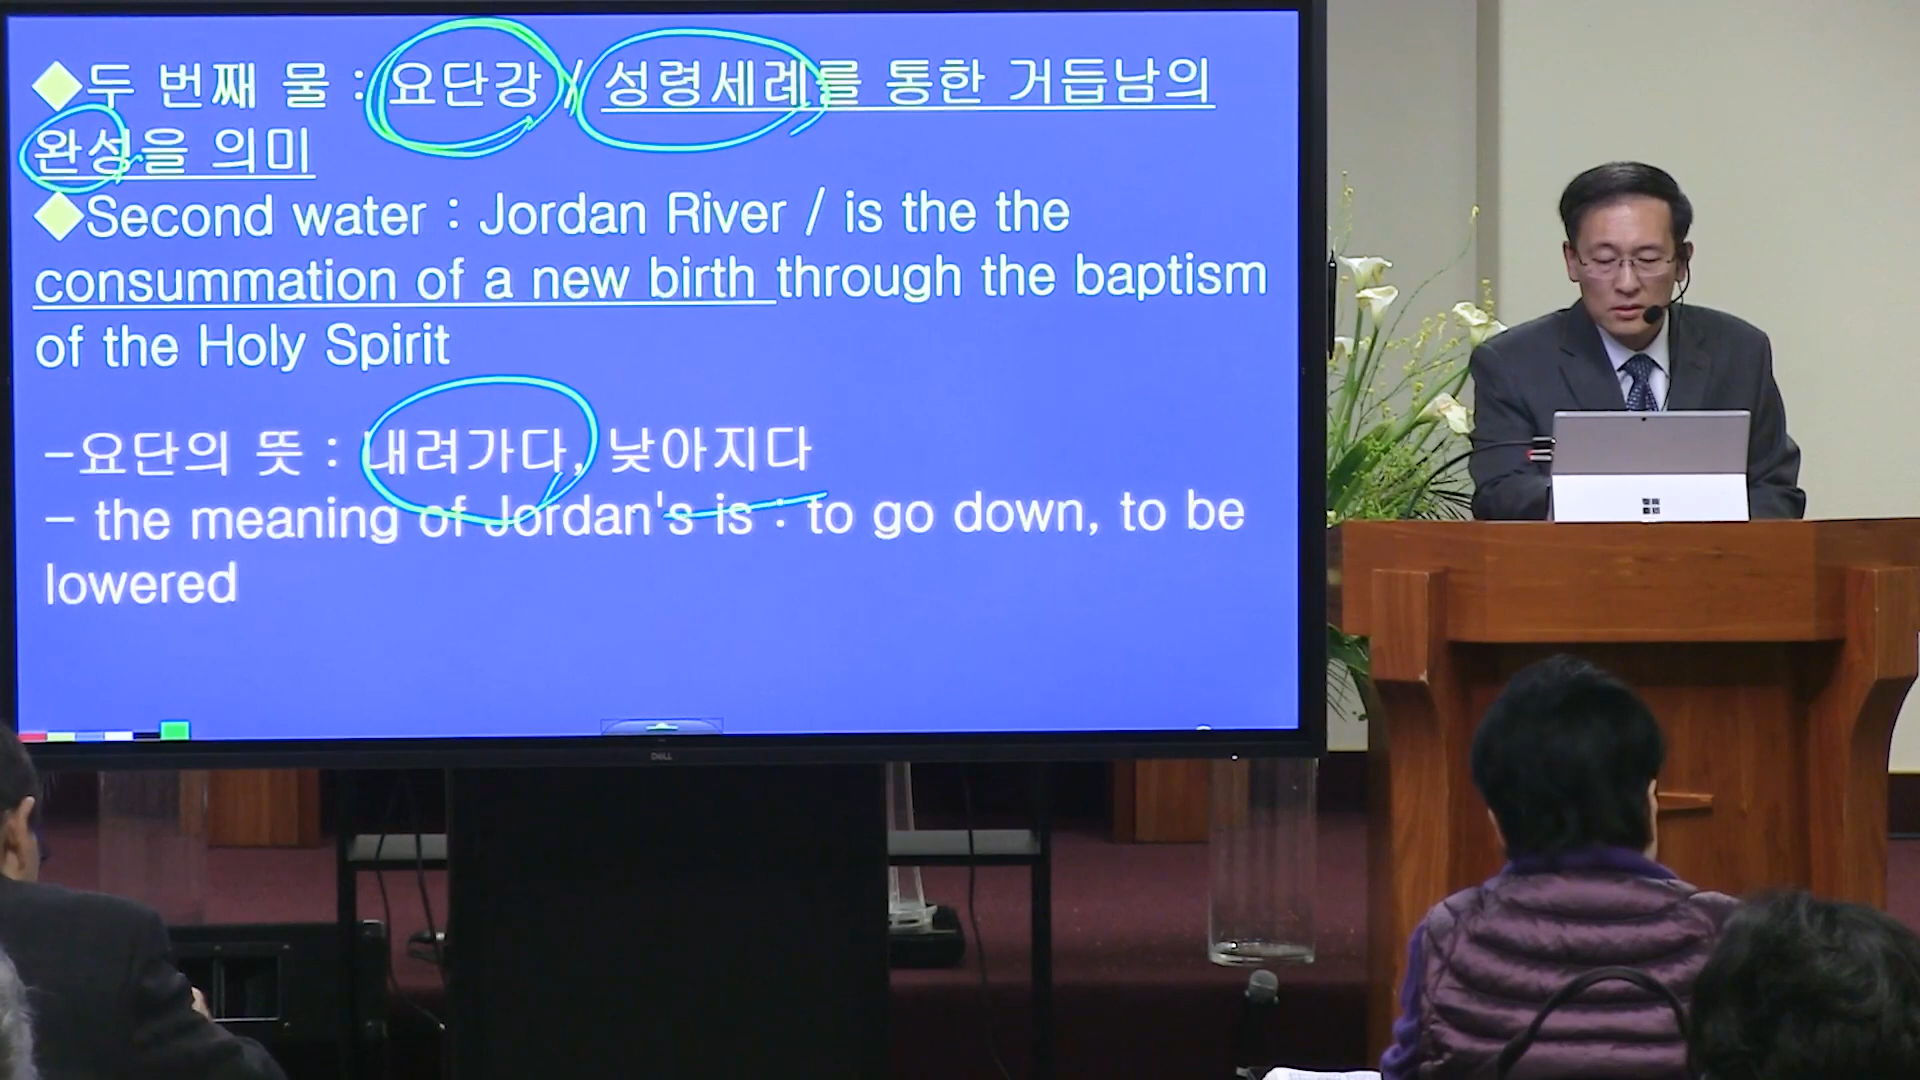 ◆두 번째 물 : 요단강 / 성령세례를 통한 거듭남의
완성을 의미
◆Second water : Jordan River / is the the
consummation of a new birth through the baptism
of the Holy Spirit
-요단의 뜻 : 내려가다, 낮아지다
- the meaning of Jordan's is : to go down, to be
lowered
DELL